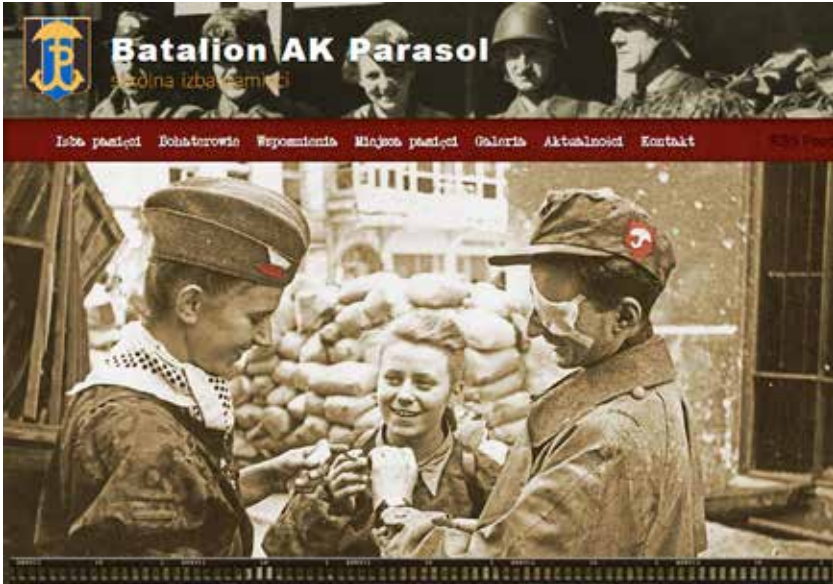 Batalion AK Parasol
szkolna izba pamięci
Izba pamięci Bohaterowie Wspomnienia Miejsca pamięci Galeria Aktualności Kontakt